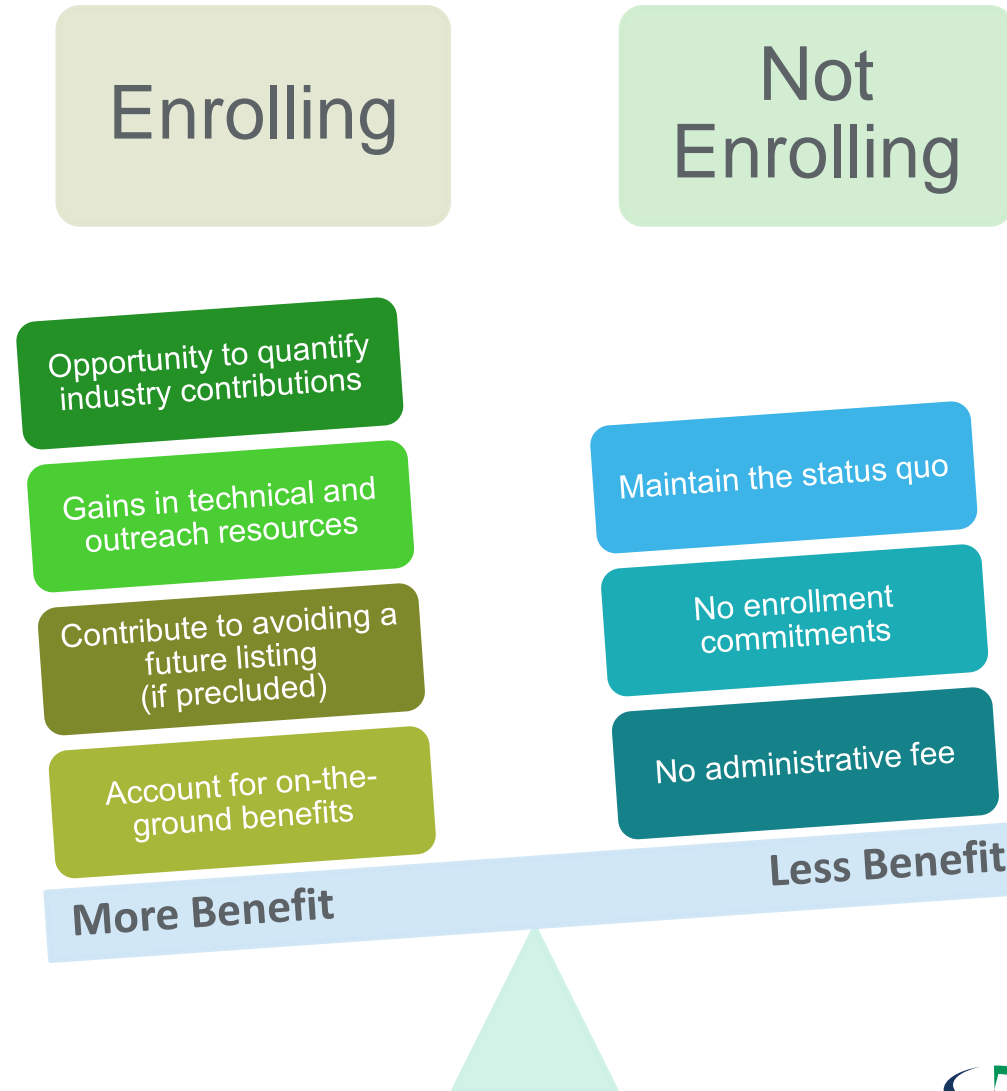 Enrolling
Not
Enrolling
Opportunity to quantify
industry contributions
Gains in technical and
outreach resources
Contribute to avoiding a
future listing
(if precluded)
Account for on-the-
ground benefits
More Benefit
Maintain the status quo
No enrollment
commitments
No administrative fee
Less Benefit